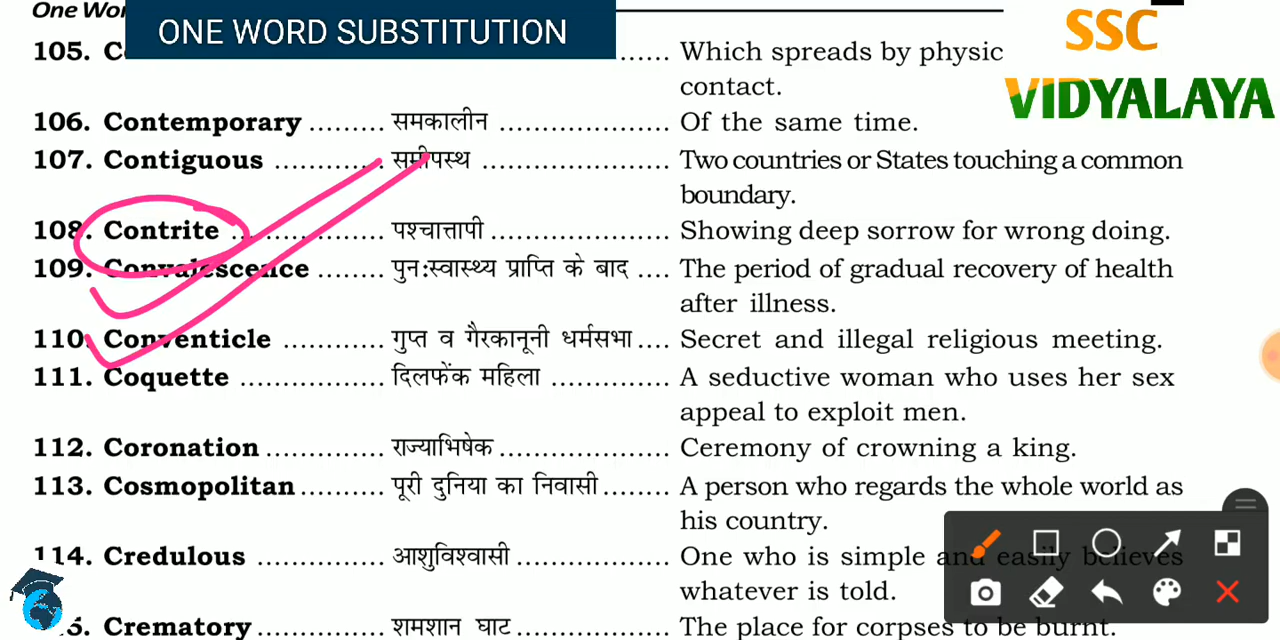 One Wor
ONE WORD SUBSTITUTION
SSC
VIDYALAYA
105. C ...... Which spreads by physic
contact.
106. Contemporary ......... समकालीन .................. Of the same time.
107. Contiguous ............. समीपस्थ .................... Two countries or States touching a common
boundary.
108. Contrite .................. पश्चात्तापी ................... Showing deep sorrow for wrong doing.
109. Convalescence ........ पुनःस्वास्थ्य प्राप्ति के बाद .... The period of gradual recovery of health
after illness.
110. Conventicle ............ गुप्त व गैरकानूनी धर्मसभा .... Secret and illegal religious meeting.
111. Coquette ................. दिलफेंक महिला ............. A seductive woman who uses her sex
appeal to exploit men.
112. Coronation .............. राज्याभिषेक .................... Ceremony of crowning a king.
113. Cosmopolitan .......... पूरी दुनिया का निवासी ........ A person who regards the whole world as
his country.
114. Credulous ............... आशुविश्वासी .................. One who is simple and easily believes
whatever is told.
5. Crematory ............... शमशान घाट .................. The place for corpses to be burnt.